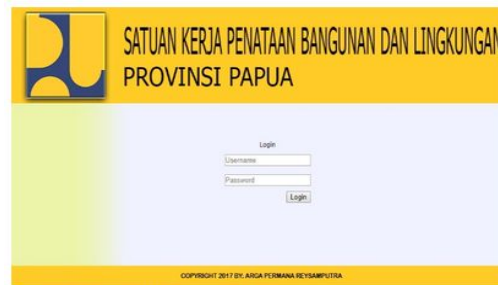 SATUAN KERJA PENATAAN BANGUNAN DAN LINGKUNGAN
PROVINSI PAPUA
Login
Username
Password
Login
COPYRIGHT 2017 BY: ARGA PERMANA REYSAMPUTRA